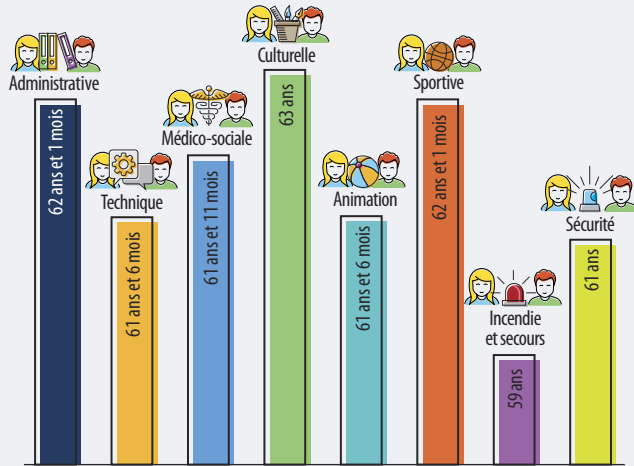 Administrative
62 ans et 1 mois
Technique
61 ans et 6 mois
Médico-sociale
61 ans et 11 mois
Culturelle
63 ans
Animation
61 ans et 6 mois
Sportive
62 ans et 1 mois
Incendie
et secours
59 ans
Sécurité
61 ans